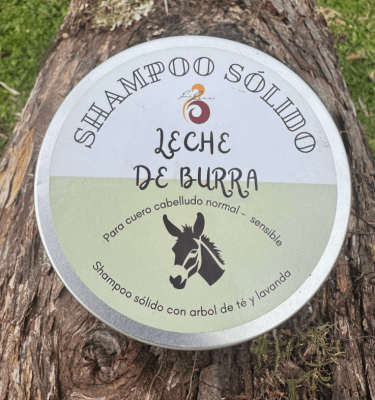 SHAMPOO SÓLIDO
LECHE
DE BURRA
Para cuero cabelludo normal - sensible
Shampoo sólido con arbol de té y lavanda